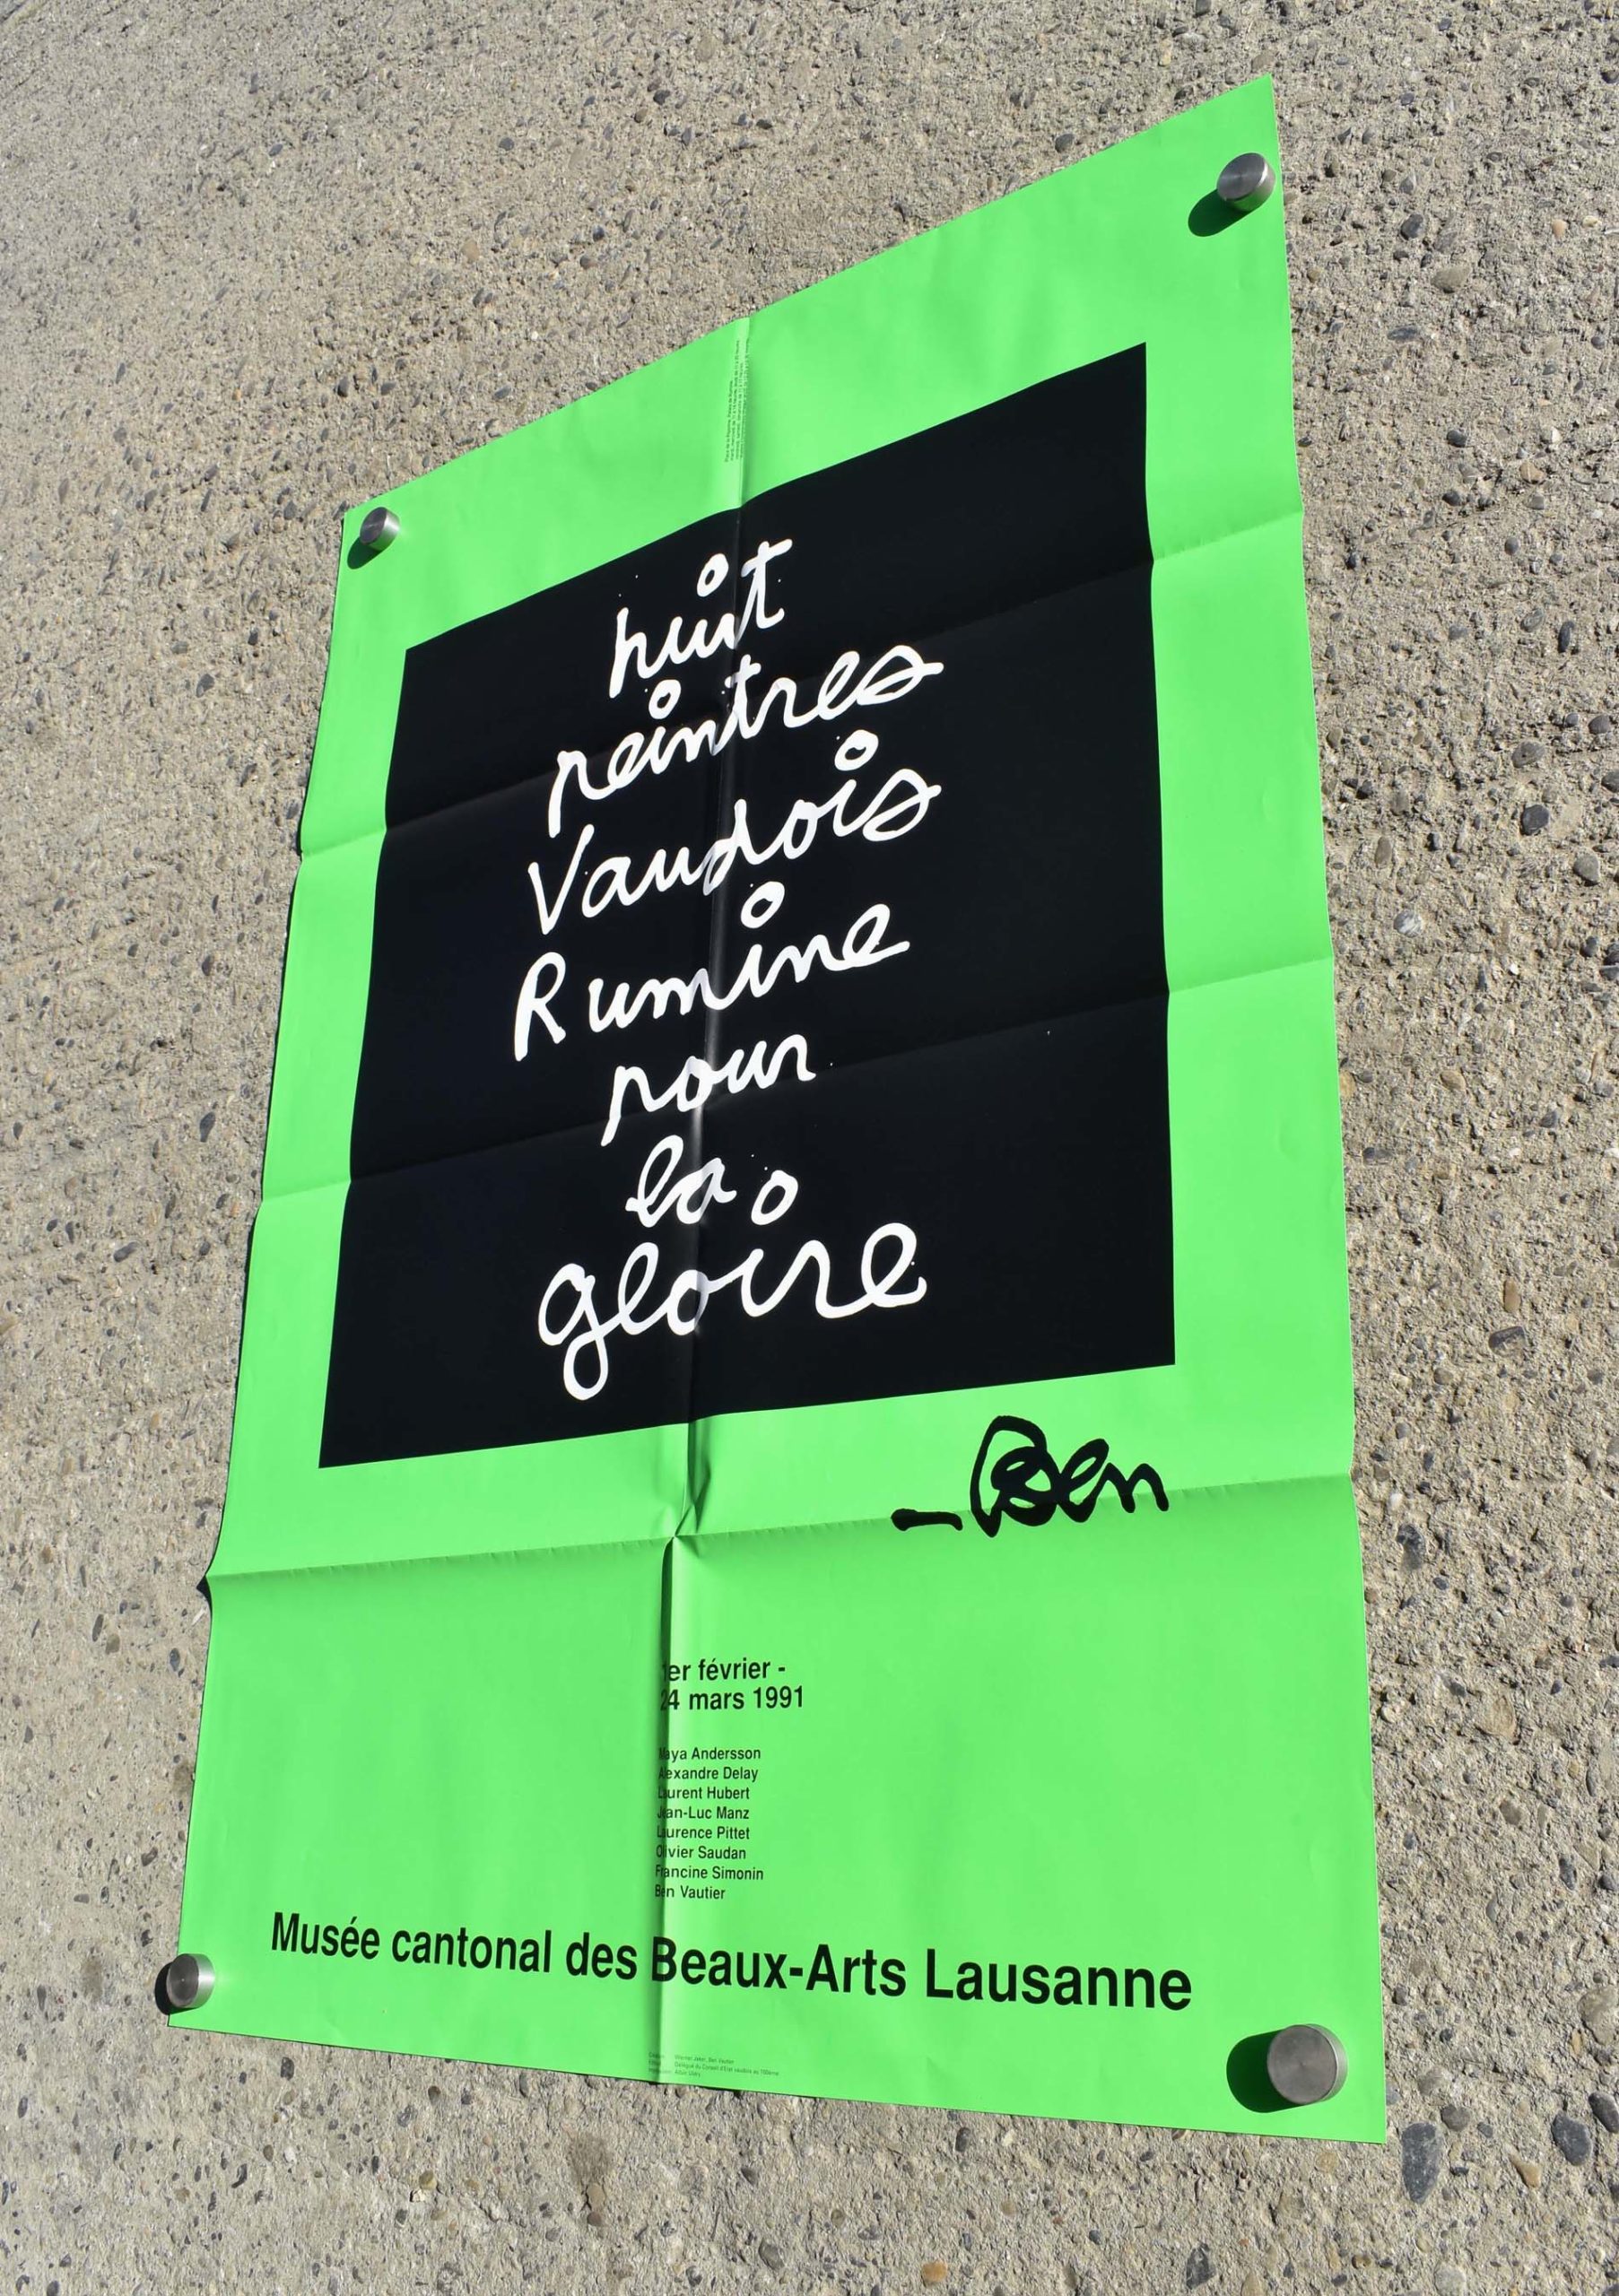 huit
peintres
Vaudois
Rumine
pour
la
gloire
- Ben
1er février -
24 mars 1991
Maya Andersson
Alexandre Delay
Laurent Hubert
Jean-Luc Manz
Laurence Pittet
Olivier Saudan
Francine Simonin
Ben Vautier
Musée cantonal des Beaux-Arts Lausanne